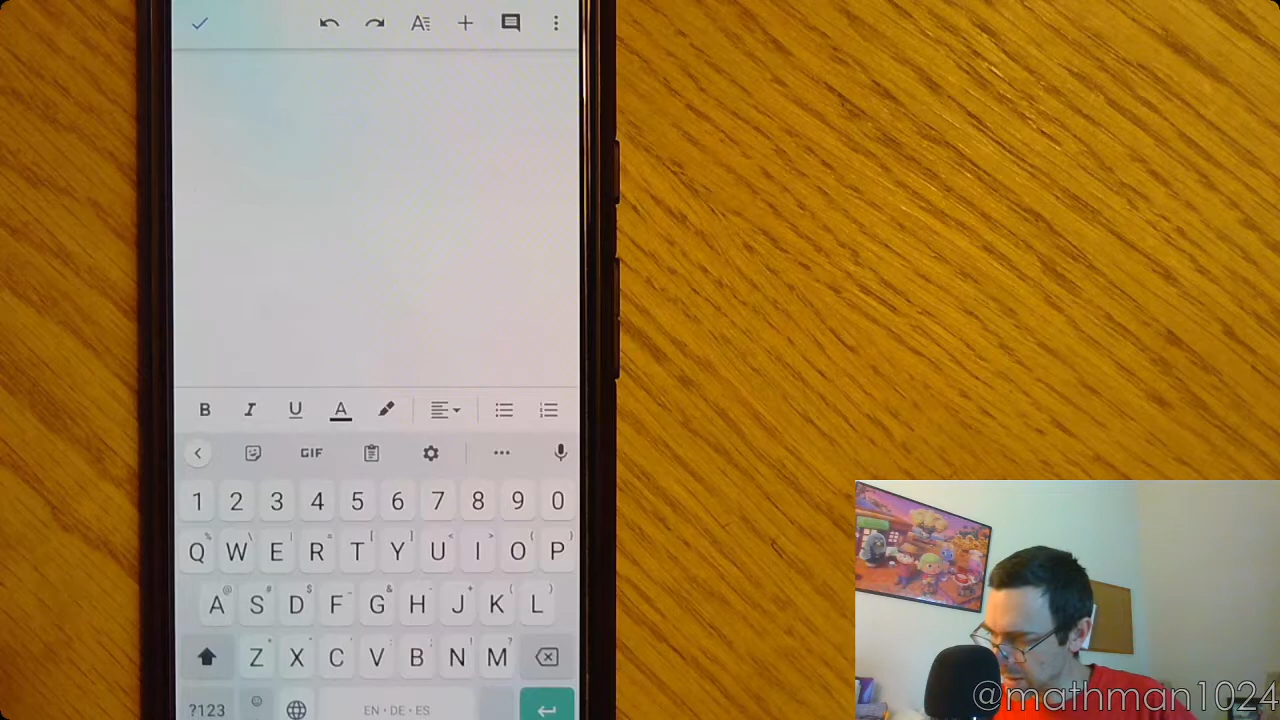 B I U A
GIF
1 2 3 4 5 6 7 8 9 0
Q W E R T Y U I O P
A S D F G H J K L
Z X C V B N M
?123 EN • DE • ES
@mathman1024